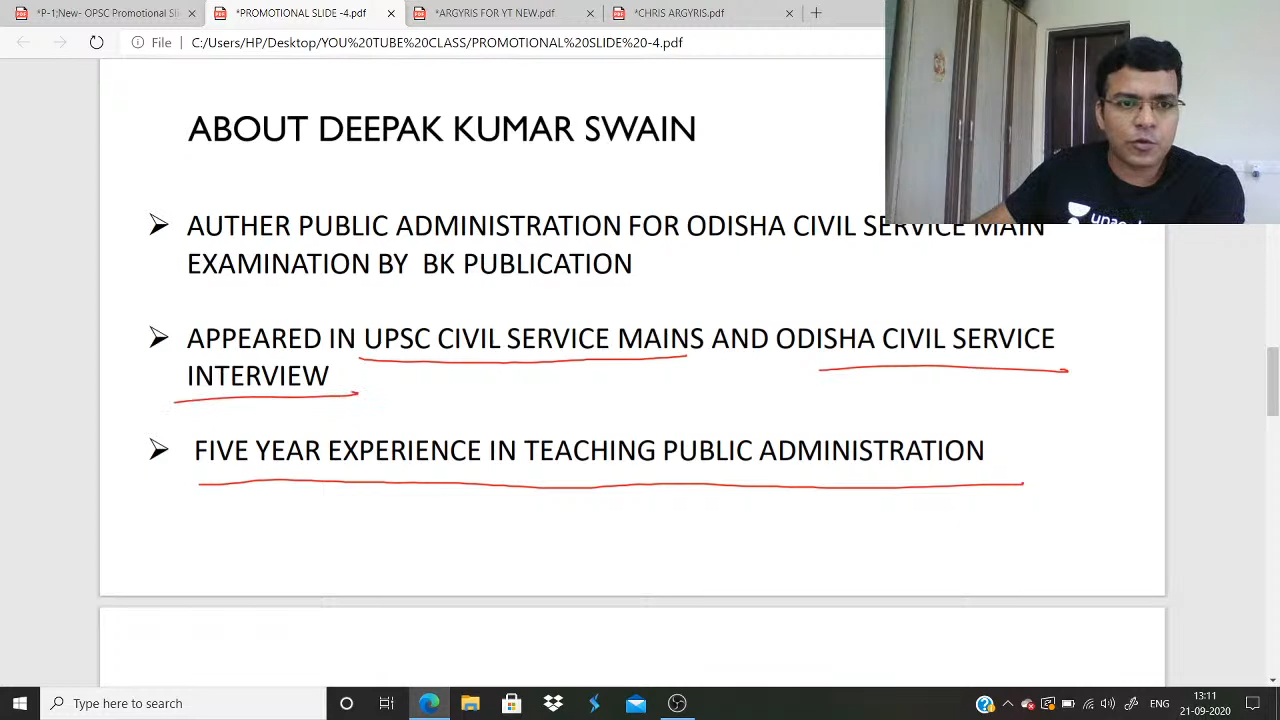 *P-1;New- OPSC Promotional Sli
*PROMOTIONAL SLIDE -4.pdf
*ARGYRIS FOR YT NEW.pdf
*CHRIS ARGYRIS.pdf
File
C:/Users/HP/Desktop/YOU%20TUBE%20CLASS/PROMOTIONAL%20SLIDE%20-4.pdf
ABOUT DEEPAK KUMAR SWAIN
AUTHER PUBLIC ADMINISTRATION FOR ODISHA CIVIL SERVICE MAIN
EXAMINATION BY BK PUBLICATION
APPEARED IN UPSC CIVIL SERVICE MAINS AND ODISHA CIVIL SERVICE
INTERVIEW
FIVE YEAR EXPERIENCE IN TEACHING PUBLIC ADMINISTRATION
Type here to search
ENG
13:11
21-09-2020